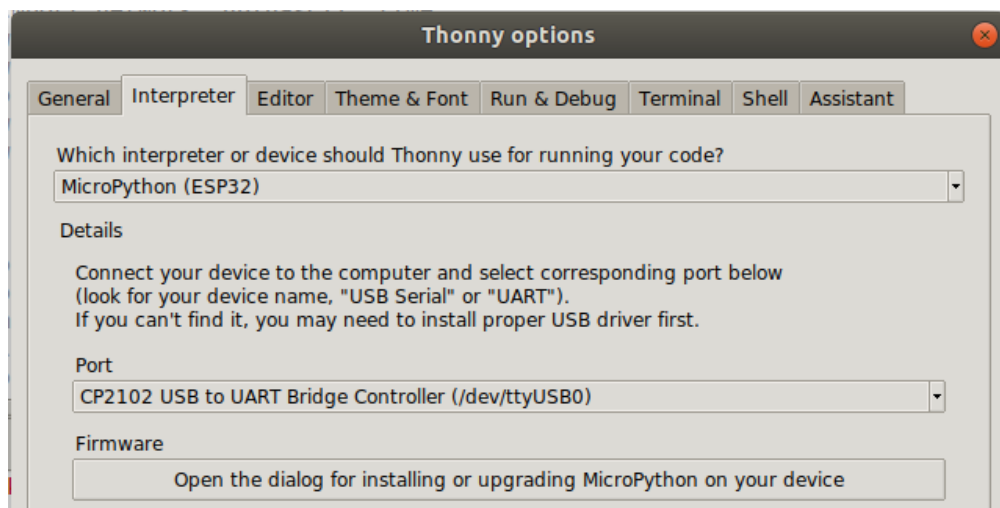 Thonny options
General Interpreter Editor Theme & Font Run & Debug Terminal Shell Assistant
Which interpreter or device should Thonny use for running your code?
MicroPython (ESP32)
Details
Connect your device to the computer and select corresponding port below
(look for your device name, "USB Serial" or "UART").
If you can't find it, you may need to install proper USB driver first.
Port
CP2102 USB to UART Bridge Controller (/dev/ttyUSB0)
Firmware
Open the dialog for installing or upgrading MicroPython on your device